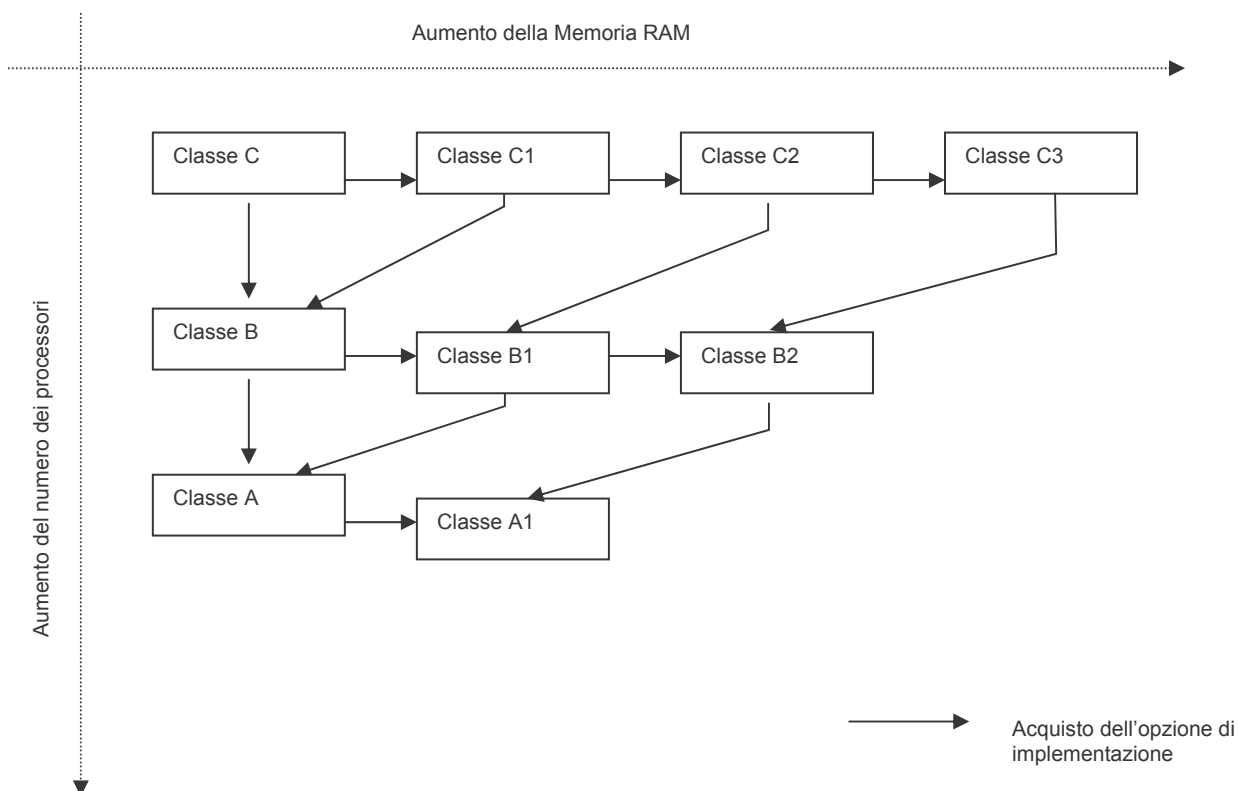 Aumento della Memoria RAM
Classe C
Classe C1
Classe C2
Classe C3
Aumento del numero dei processori
Classe B
Classe B1
Classe B2
Classe A
Classe A1
Acquisto dell’opzione di
implementazione